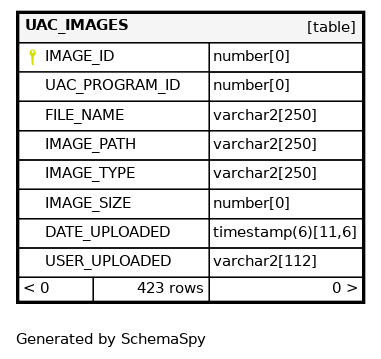 UAC_IMAGES [table]
IMAGE_ID number[0]
UAC_PROGRAM_ID number[0]
FILE_NAME varchar2[250]
IMAGE_PATH varchar2[250]
IMAGE_TYPE varchar2[250]
IMAGE_SIZE number[0]
DATE_UPLOADED timestamp(6)[11,6]
USER_UPLOADED varchar2[112]
< 0 423 rows 0 >
Generated by SchemaSpy